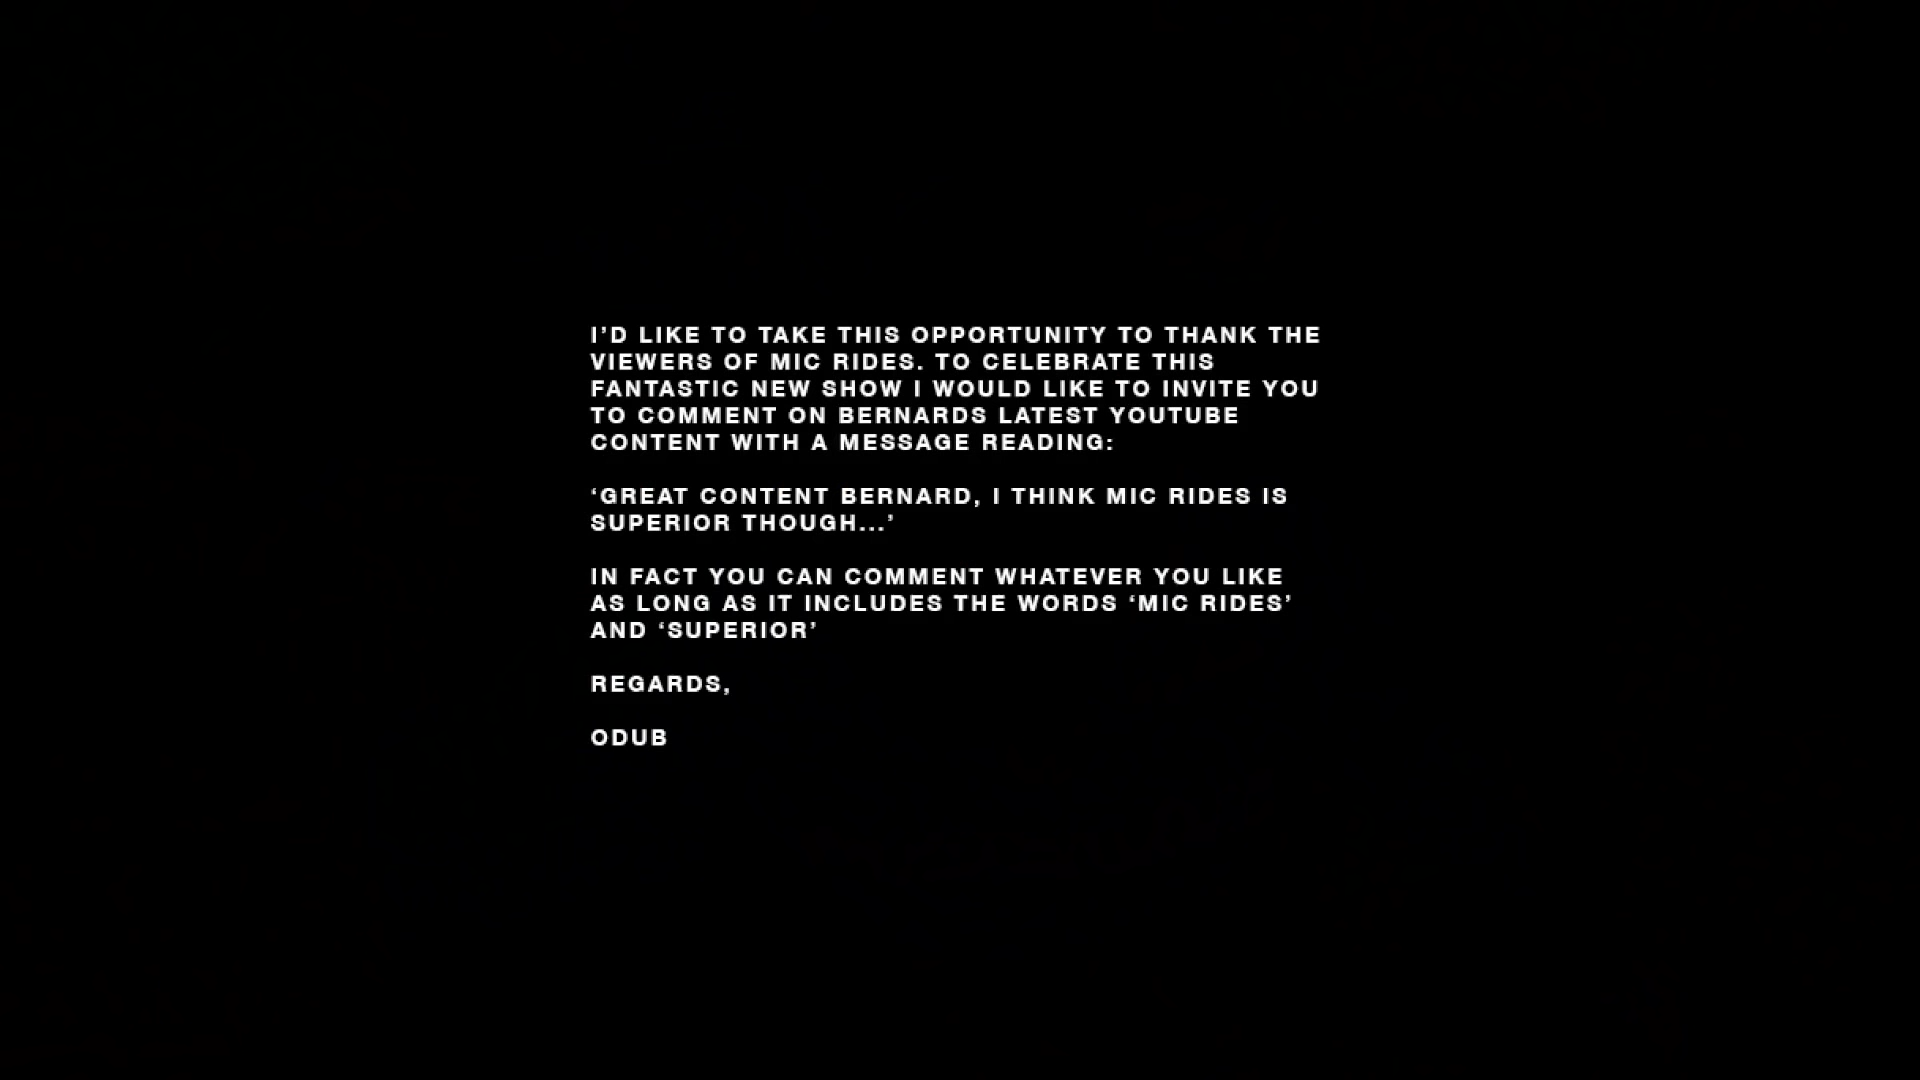 I’D LIKE TO TAKE THIS OPPORTUNITY TO THANK THE
VIEWERS OF MIC RIDES. TO CELEBRATE THIS
FANTASTIC NEW SHOW I WOULD LIKE TO INVITE YOU
TO COMMENT ON BERNARDS LATEST YOUTUBE
CONTENT WITH A MESSAGE READING:
‘GREAT CONTENT BERNARD, I THINK MIC RIDES IS
SUPERIOR THOUGH...’
IN FACT YOU CAN COMMENT WHATEVER YOU LIKE
AS LONG AS IT INCLUDES THE WORDS ‘MIC RIDES’
AND ‘SUPERIOR’
REGARDS,
ODUB